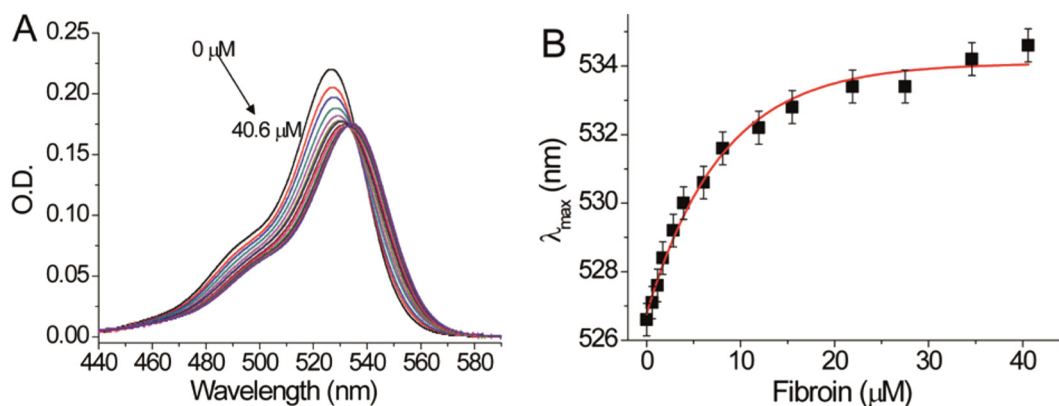 A
0.25
0.20
0.15
0.10
0.05
0.00
O.D.
0 μM
40.6 μM
440 460 480 500 520 540 560 580
Wavelength (nm)
B
534
532
530
528
526
λmax (nm)
0 10 20 30 40
Fibroin (μM)